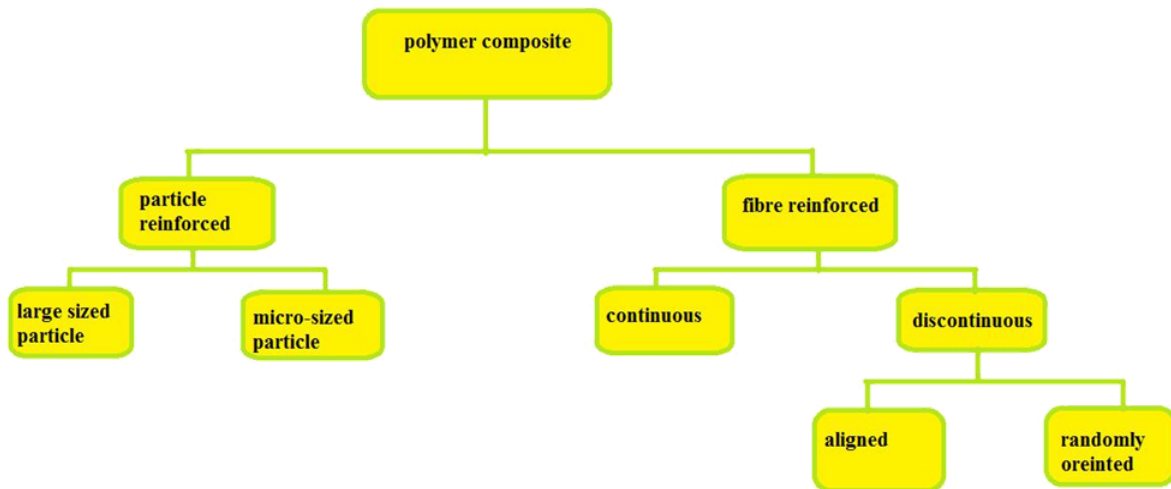 polymer composite
particle
reinforced
fibre reinforced
large sized
particle
micro-sized
particle
continuous
discontinuous
aligned
randomly
oreinted